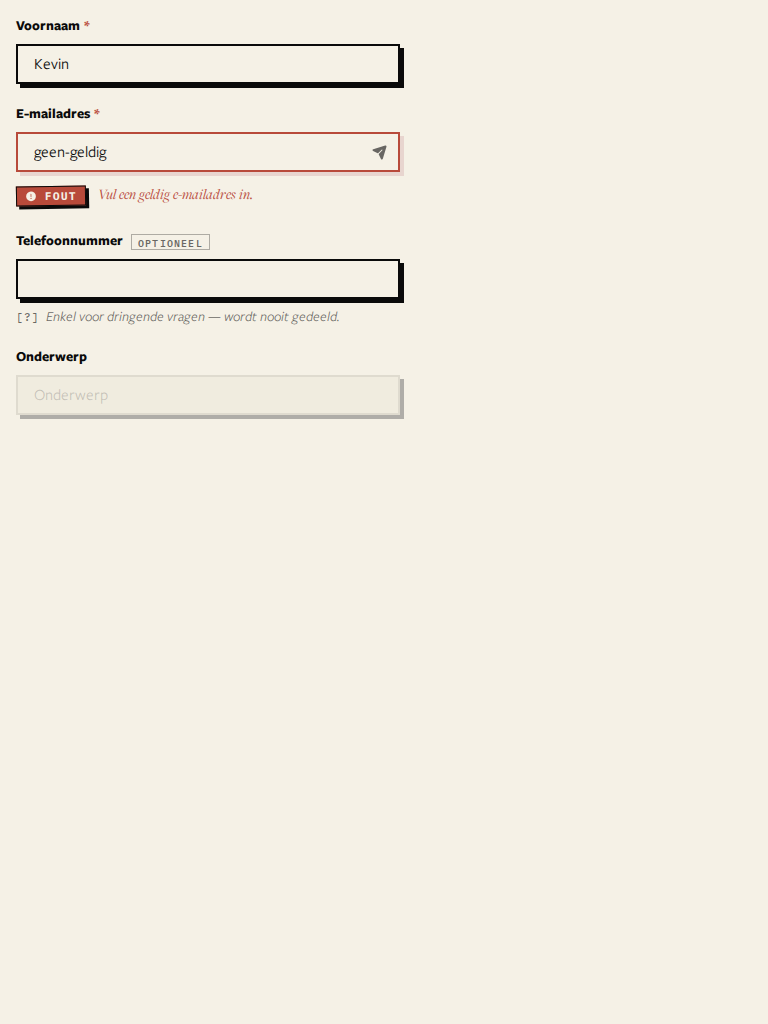 Voornaam *
Kevin
E-mailadres *
geen-geldig
FOUT Vul een geldig e-mailadres in.
Telefoonnummer OPTIONEEL
[?] Enkel voor dringende vragen — wordt nooit gedeeld.
Onderwerp
Onderwerp